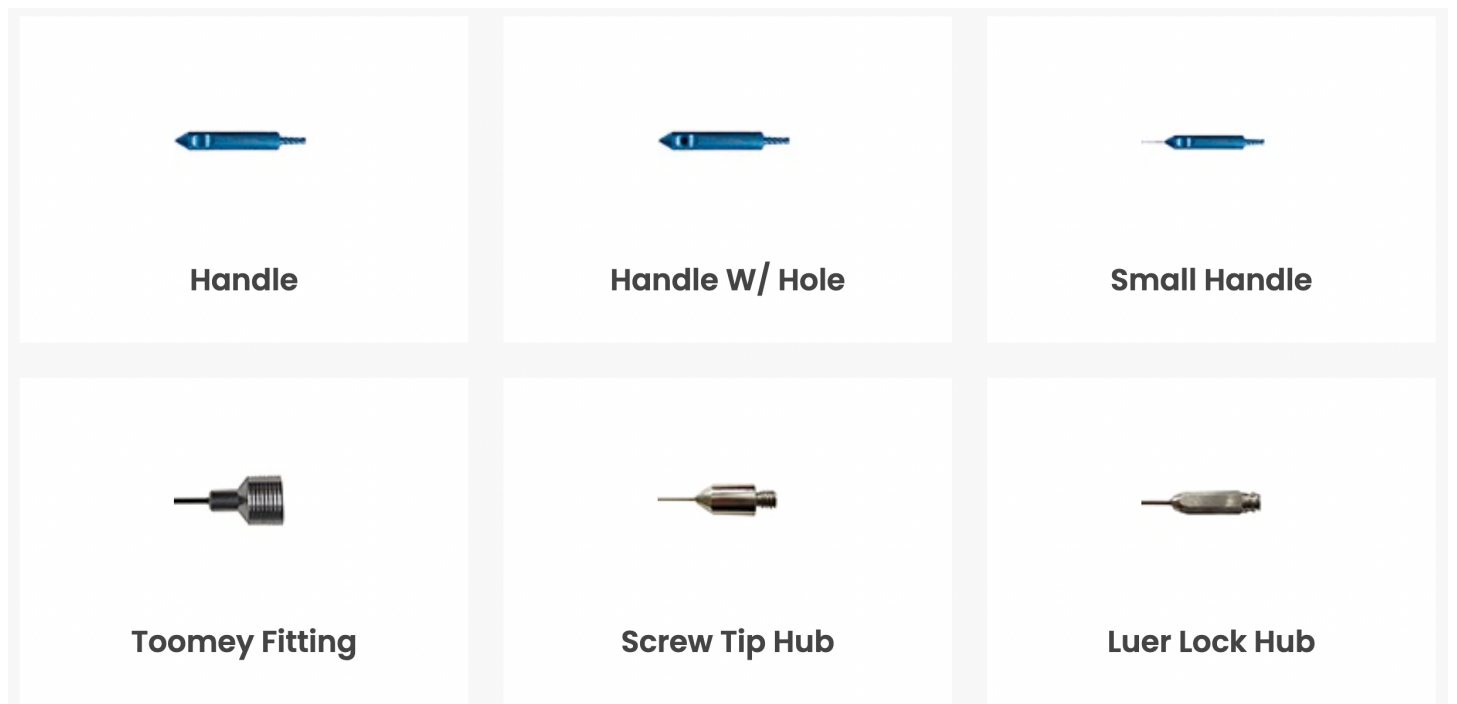 Handle
Handle W/ Hole
Small Handle
Toomey Fitting
Screw Tip Hub
Luer Lock Hub